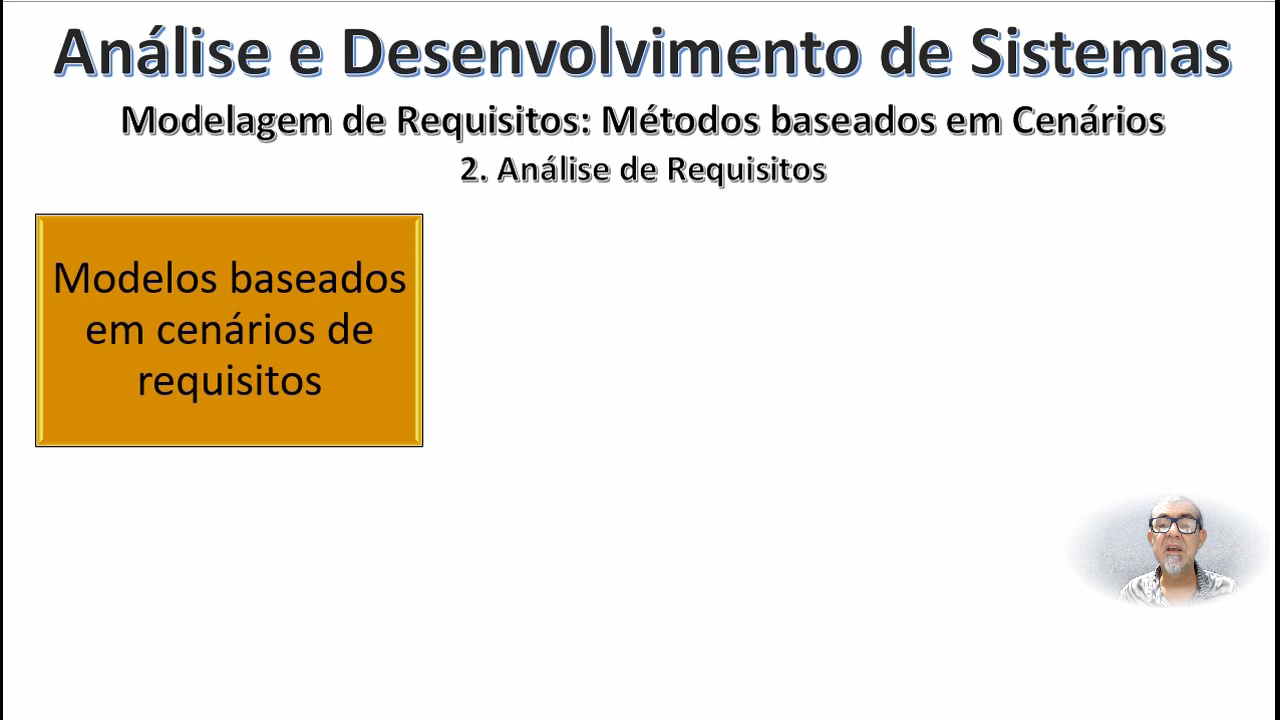 Análise e Desenvolvimento de Sistemas
Modelagem de Requisitos: Métodos baseados em Cenários
2. Análise de Requisitos
Modelos baseados
em cenários de
requisitos